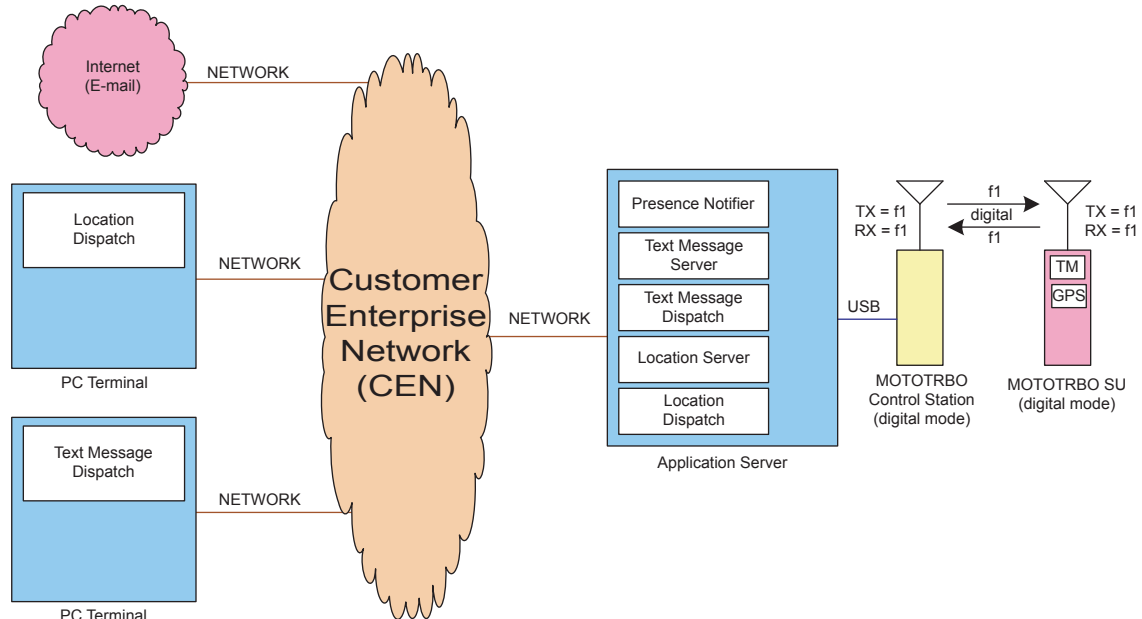 Internet
(E-mail)
NETWORK
Location
Dispatch
NETWORK
PC Terminal
Text Message
Dispatch
NETWORK
PC Terminal
Customer
Enterprise
Network
(CEN)
NETWORK
Presence Notifier
Text Message
Server
Text Message
Dispatch
Location Server
Location
Dispatch
Application Server
USB
TX = f1
RX = f1
f1
digital
f1
TX = f1
RX = f1
TM
GPS
MOTOTRBO
Control Station
(digital mode)
MOTOTRBO SU
(digital mode)